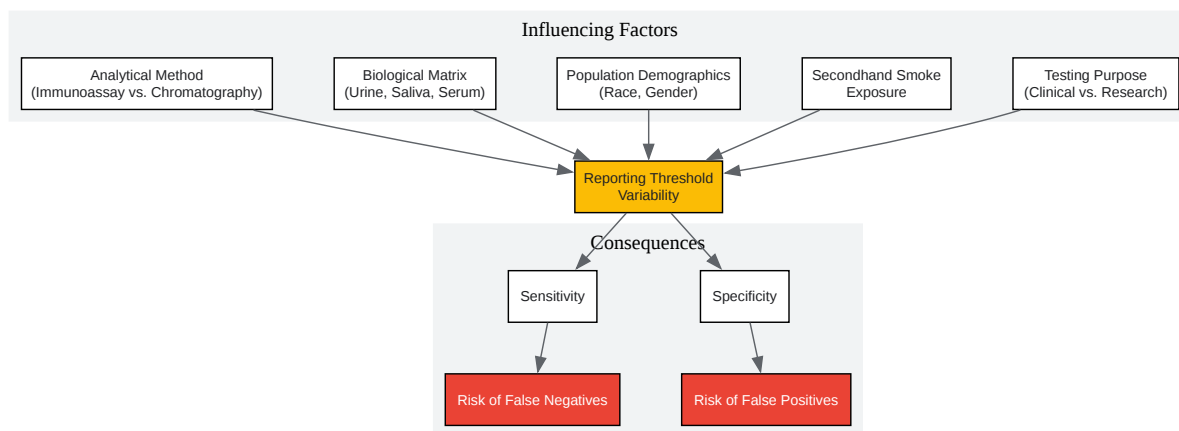 Influencing Factors
Analytical Method
(Immunoassay vs. Chromatography)
Biological Matrix
(Urine, Saliva, Serum)
Population Demographics
(Race, Gender)
Secondhand Smoke
Exposure
Testing Purpose
(Clinical vs. Research)
Reporting Threshold
Variability
Consequences
Sensitivity
Specificity
Risk of False Negatives
Risk of False Positives